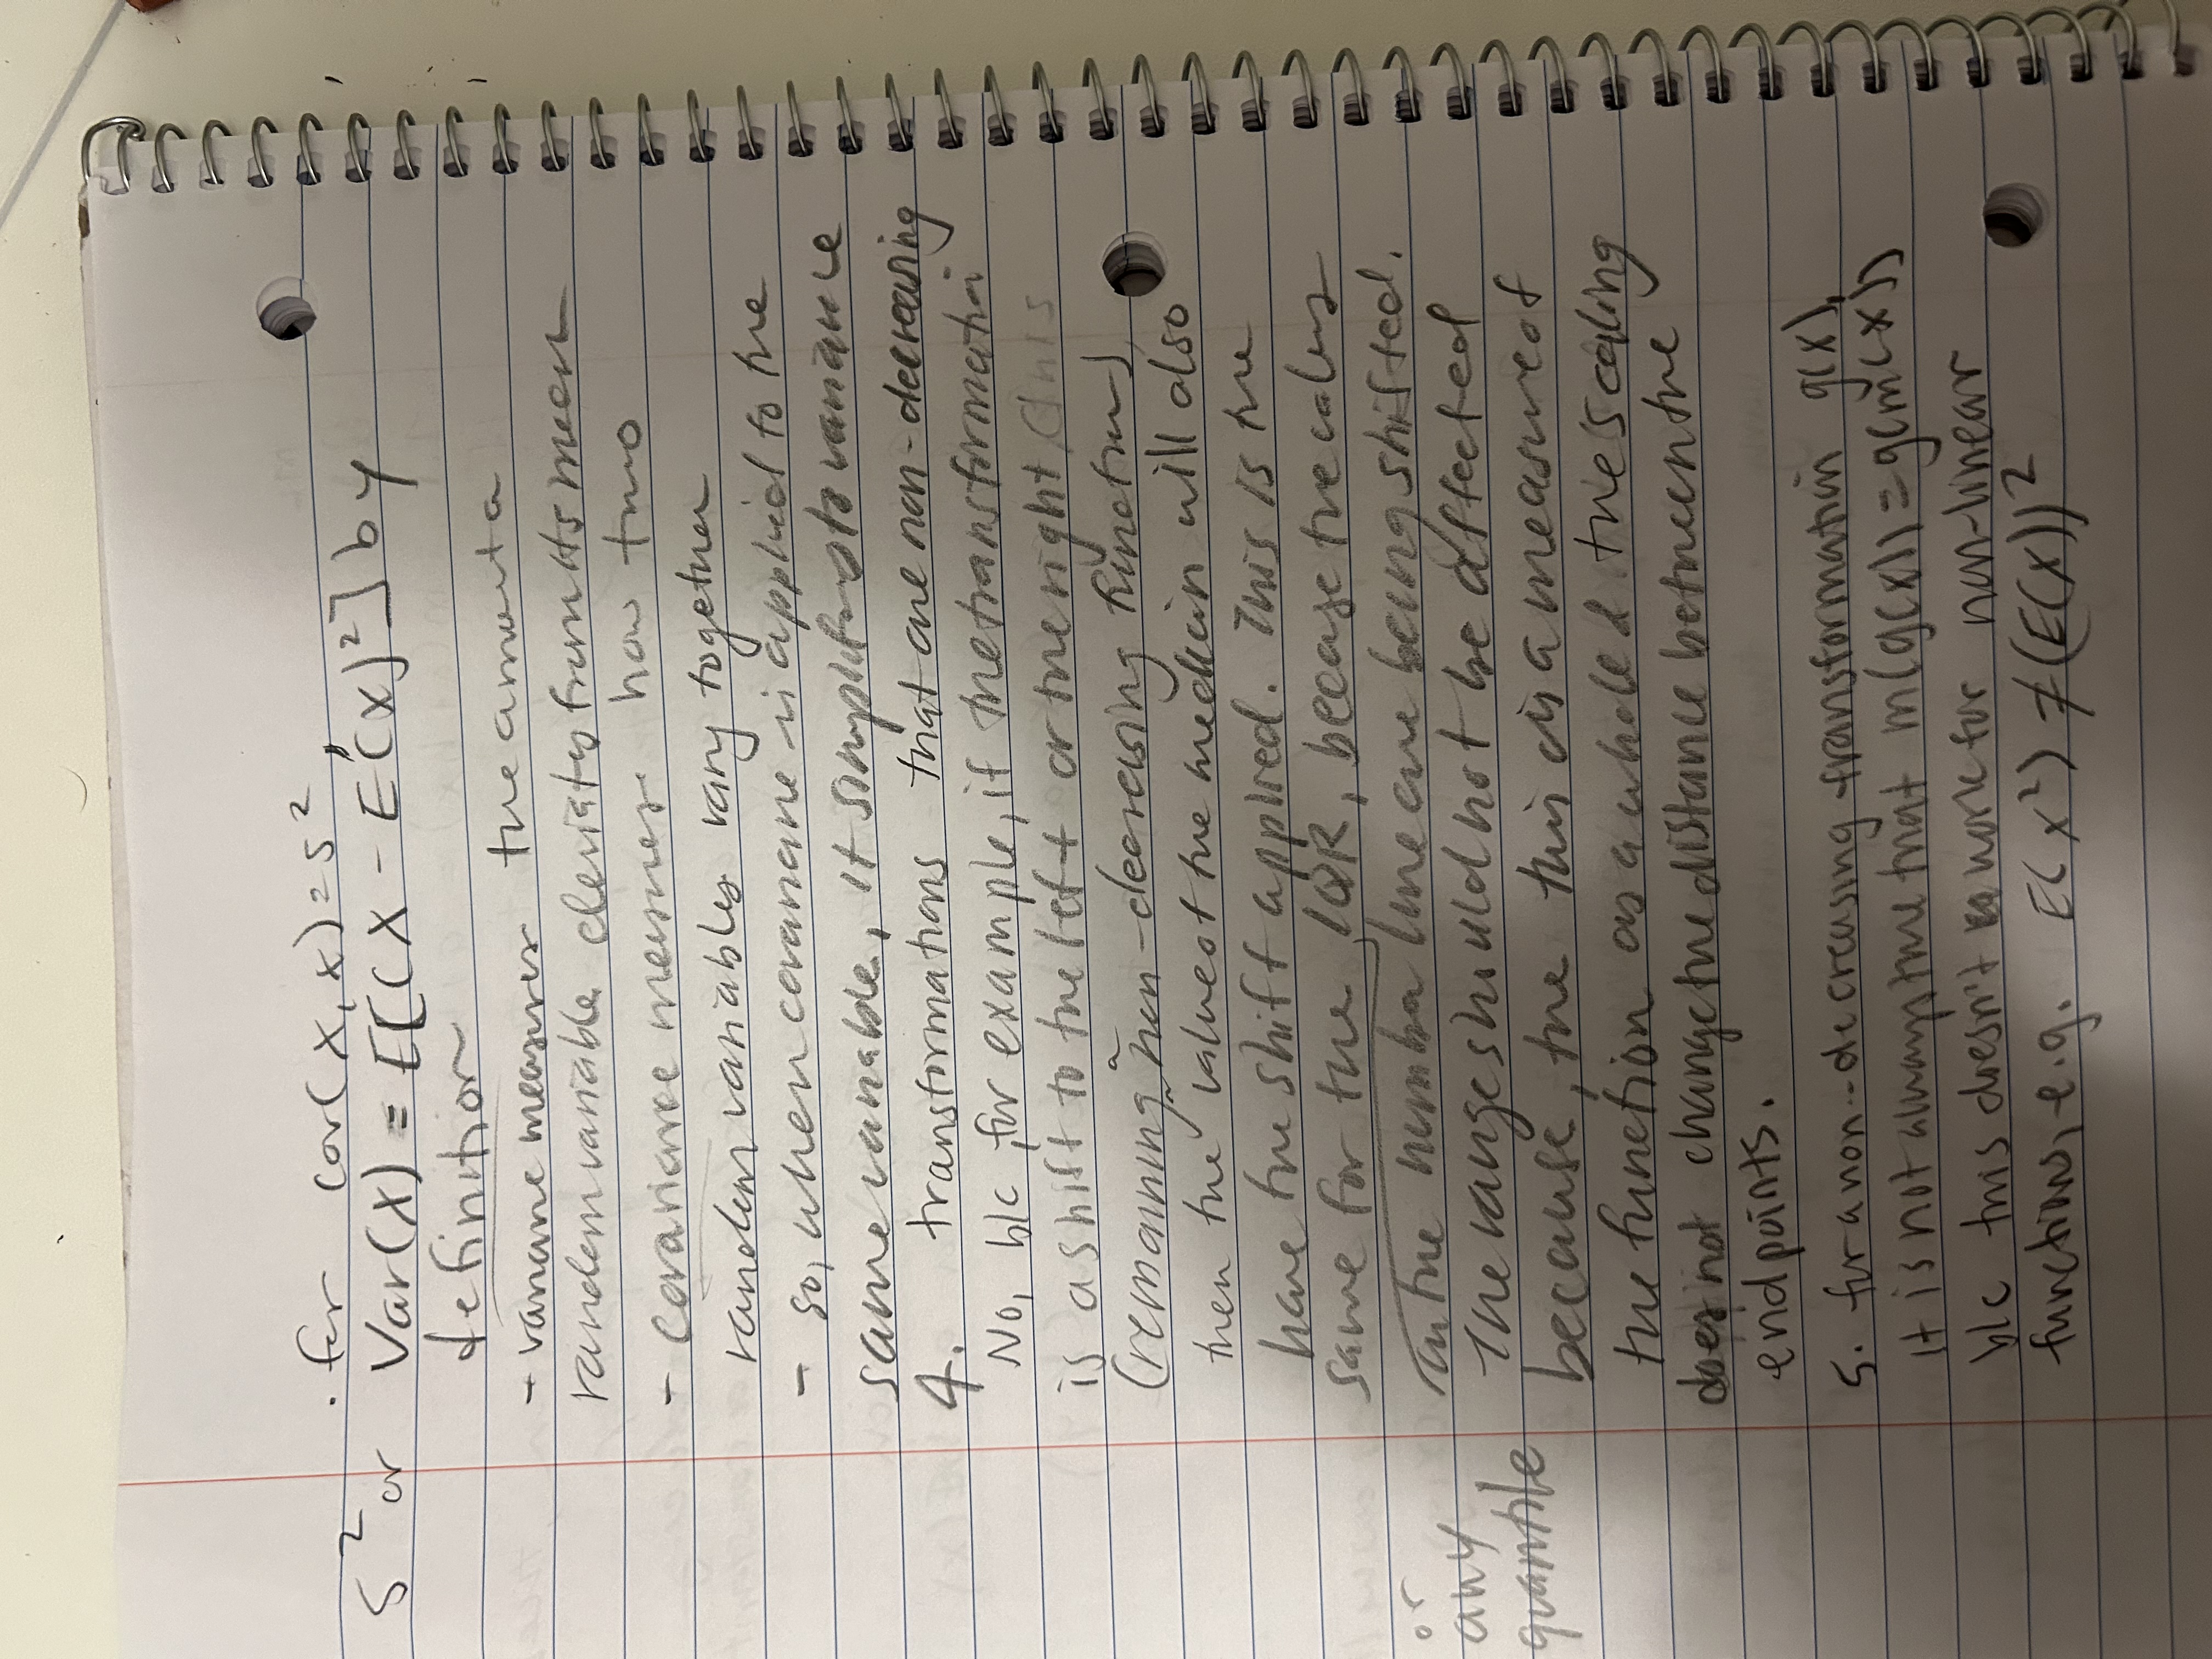 . for cov(X, X) = s²,
s² or Var(X) = E[(X - E(X)²] by
definition
- variance measures the amount a
random variable deviates from its mean
- covariance measures how two
random variables vary together
- so, when covariance is applied to the
same variable, it simplifies to variance
4. transformations that are non-decreasing
No, b/c, for example, if the transformation
is a shift to the left or the right, this
(remaining a non-decreasing function)
then the value of the median will also
have the shift applied. This is the
same for the IQR, because the values
or any quantile
on the number line are being shifted.
The range should not be affected
because, the this is a measure of
the function as a whole & the scaling
does not change the distance between the
endpoints.
5. for a non-decreasing transformation g(x),
it is not always true that m(g(x)) = g(m(x))
b/c this doesn't work for non-linear
functions, e.g. E(x²) ≠ (E(X))²